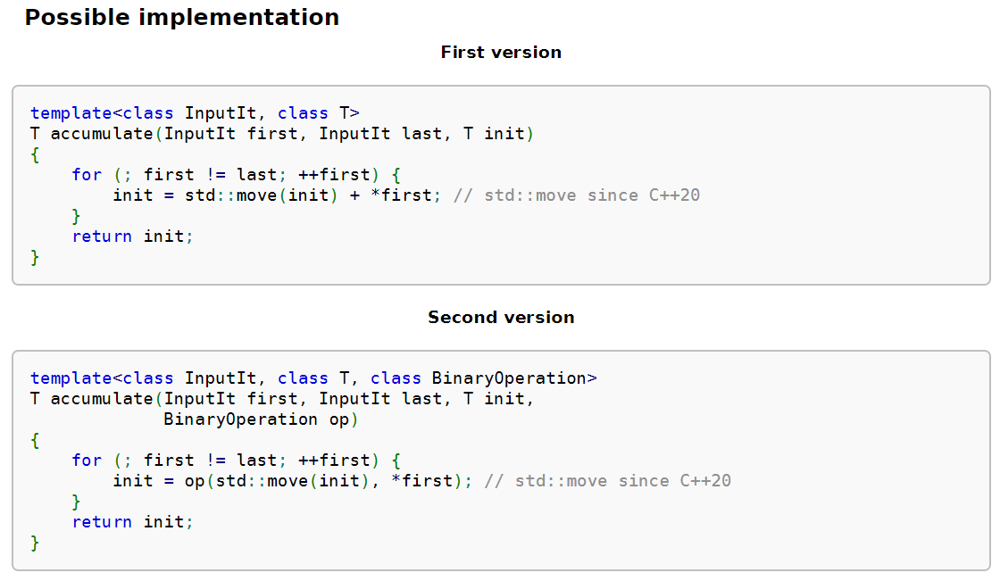 Possible implementation
First version
template<class InputIt, class T>
T accumulate(InputIt first, InputIt last, T init)
{
    for (; first != last; ++first) {
        init = std::move(init) + *first; // std::move since C++20
    }
    return init;
}
Second version
template<class InputIt, class T, class BinaryOperation>
T accumulate(InputIt first, InputIt last, T init,
             BinaryOperation op)
{
    for (; first != last; ++first) {
        init = op(std::move(init), *first); // std::move since C++20
    }
    return init;
}